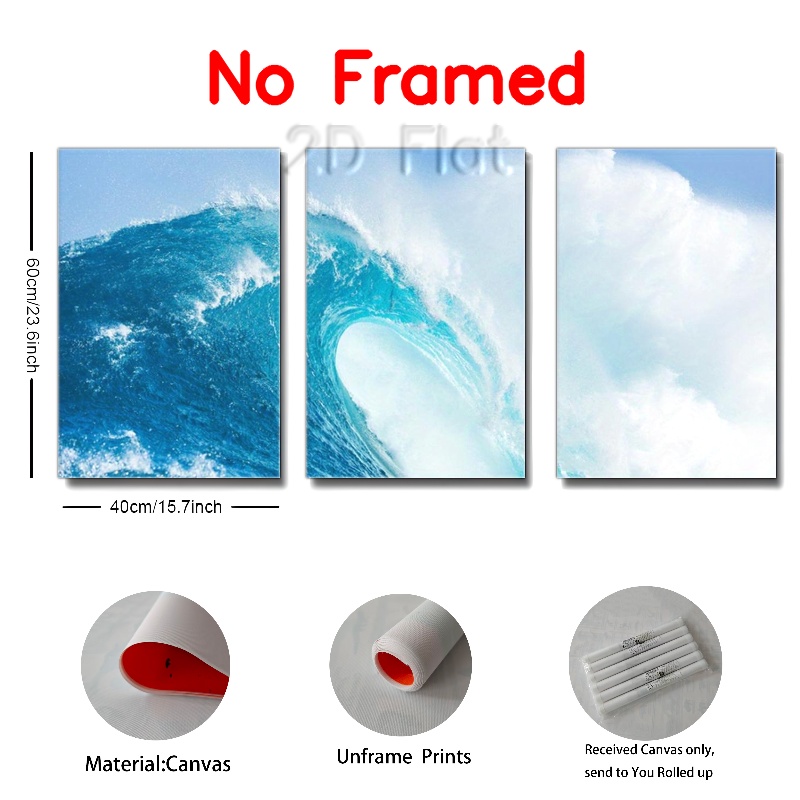 No Framed
2D Flat
60cm/23.6inch
40cm/15.7inch
Material:Canvas
Unframe Prints
Received Canvas only,
send to You Rolled up